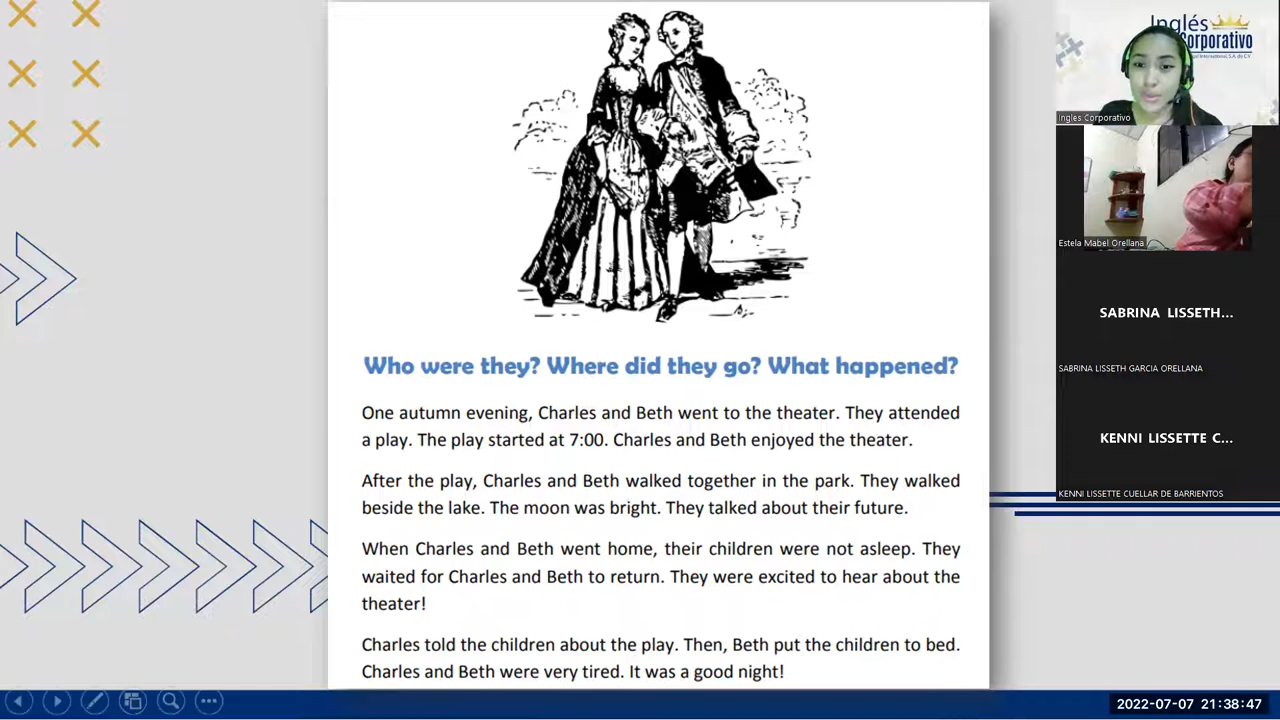 Who were they? Where did they go? What happened?
One autumn evening, Charles and Beth went to the theater. They attended
a play. The play started at 7:00. Charles and Beth enjoyed the theater.
After the play, Charles and Beth walked together in the park. They walked
beside the lake. The moon was bright. They talked about their future.
When Charles and Beth went home, their children were not asleep. They
waited for Charles and Beth to return. They were excited to hear about the
theater!
Charles told the children about the play. Then, Beth put the children to bed.
Charles and Beth were very tired. It was a good night!
Inglés
Corporativo
International, S.A. de C.V.
Ingles Corporativo
Estela Mabel Orellana
SABRINA LISSETH...
SABRINA LISSETH GARCIA ORELLANA
KENNI LISSETTE C...
KENNI LISSETTE CUELLAR DE BARRIENTOS
2022-07-07 21:38:47